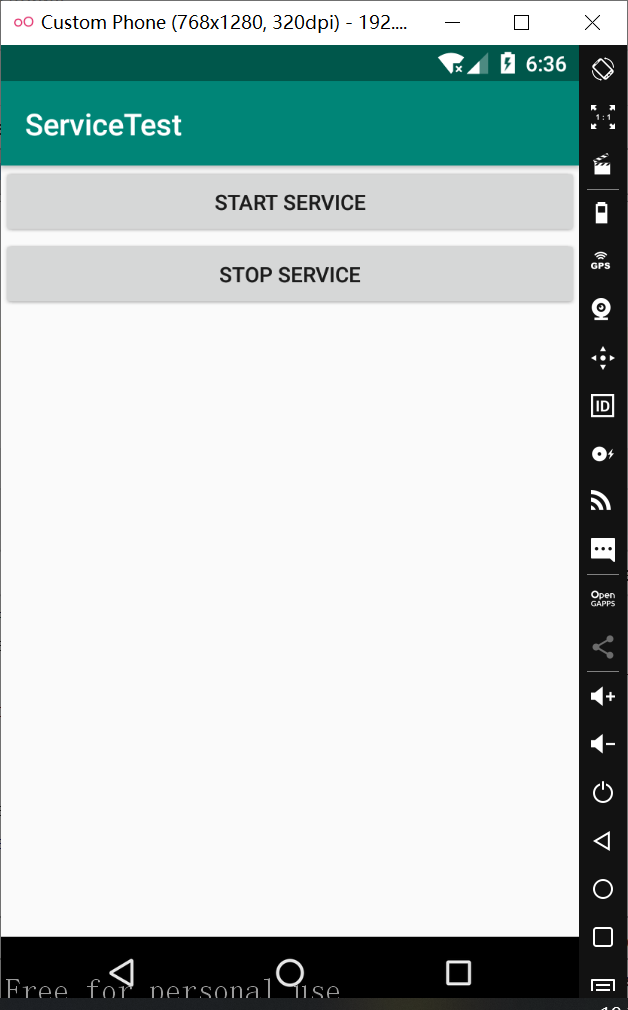 Custom Phone (768x1280, 320dpi) - 192....
6:36
ServiceTest
START SERVICE
STOP SERVICE
1:1
GPS
ID
Open
GAPPS
Free for personal use